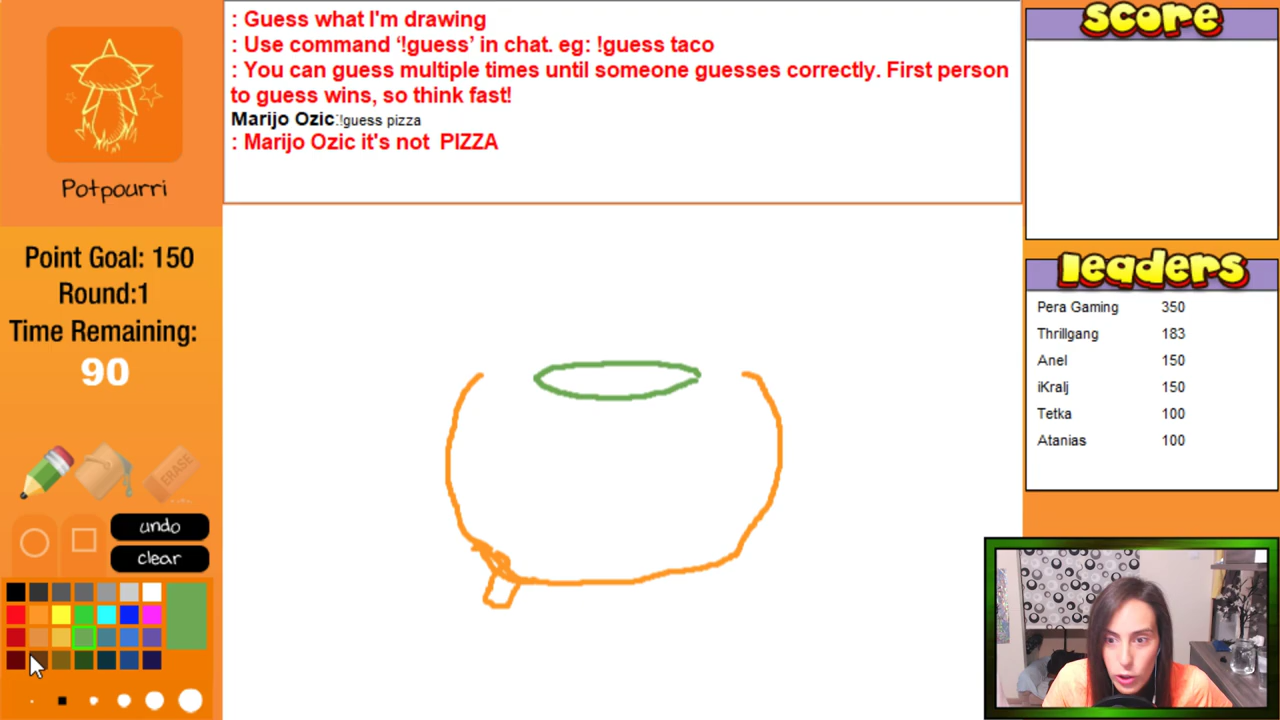 : Guess what I'm drawing
: Use command ‘!guess’ in chat. eg: !guess taco
: You can guess multiple times until someone guesses correctly. First person
to guess wins, so think fast!
Marijo Ozic:!guess pizza
: Marijo Ozic it's not PIZZA
Potpourri
Point Goal: 150
Round:1
Time Remaining:
90
ERASE
undo
clear
score
leaders
Pera Gaming 350
Thrillgang 183
Anel 150
iKralj 150
Tetka 100
Atanias 100